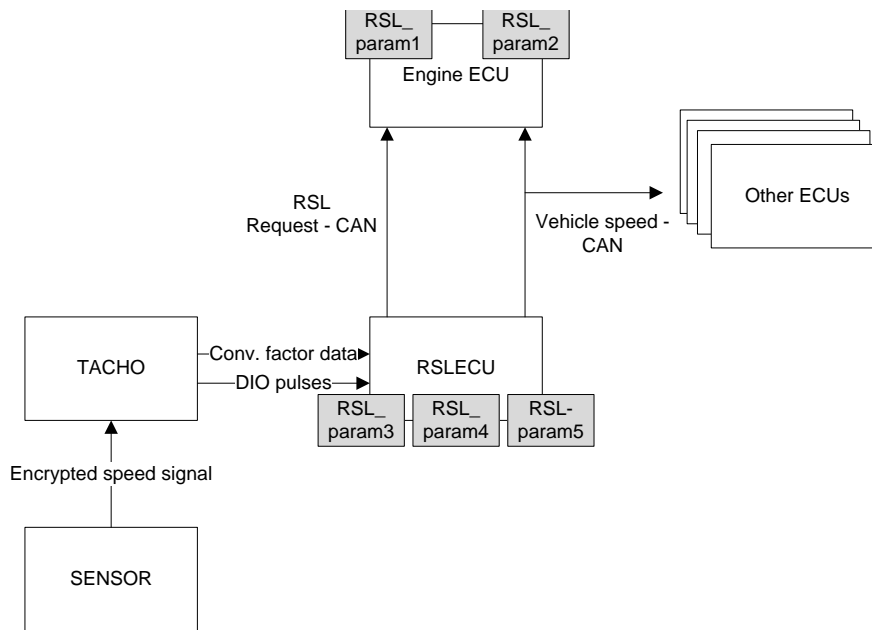 RSL_
param1
RSL_
param2
Engine ECU
RSL
Request - CAN
Vehicle speed -
CAN
Other ECUs
TACHO
Conv. factor data
DIO pulses
RSLECU
RSL_
param3
RSL_
param4
RSL-
param5
Encrypted speed signal
SENSOR